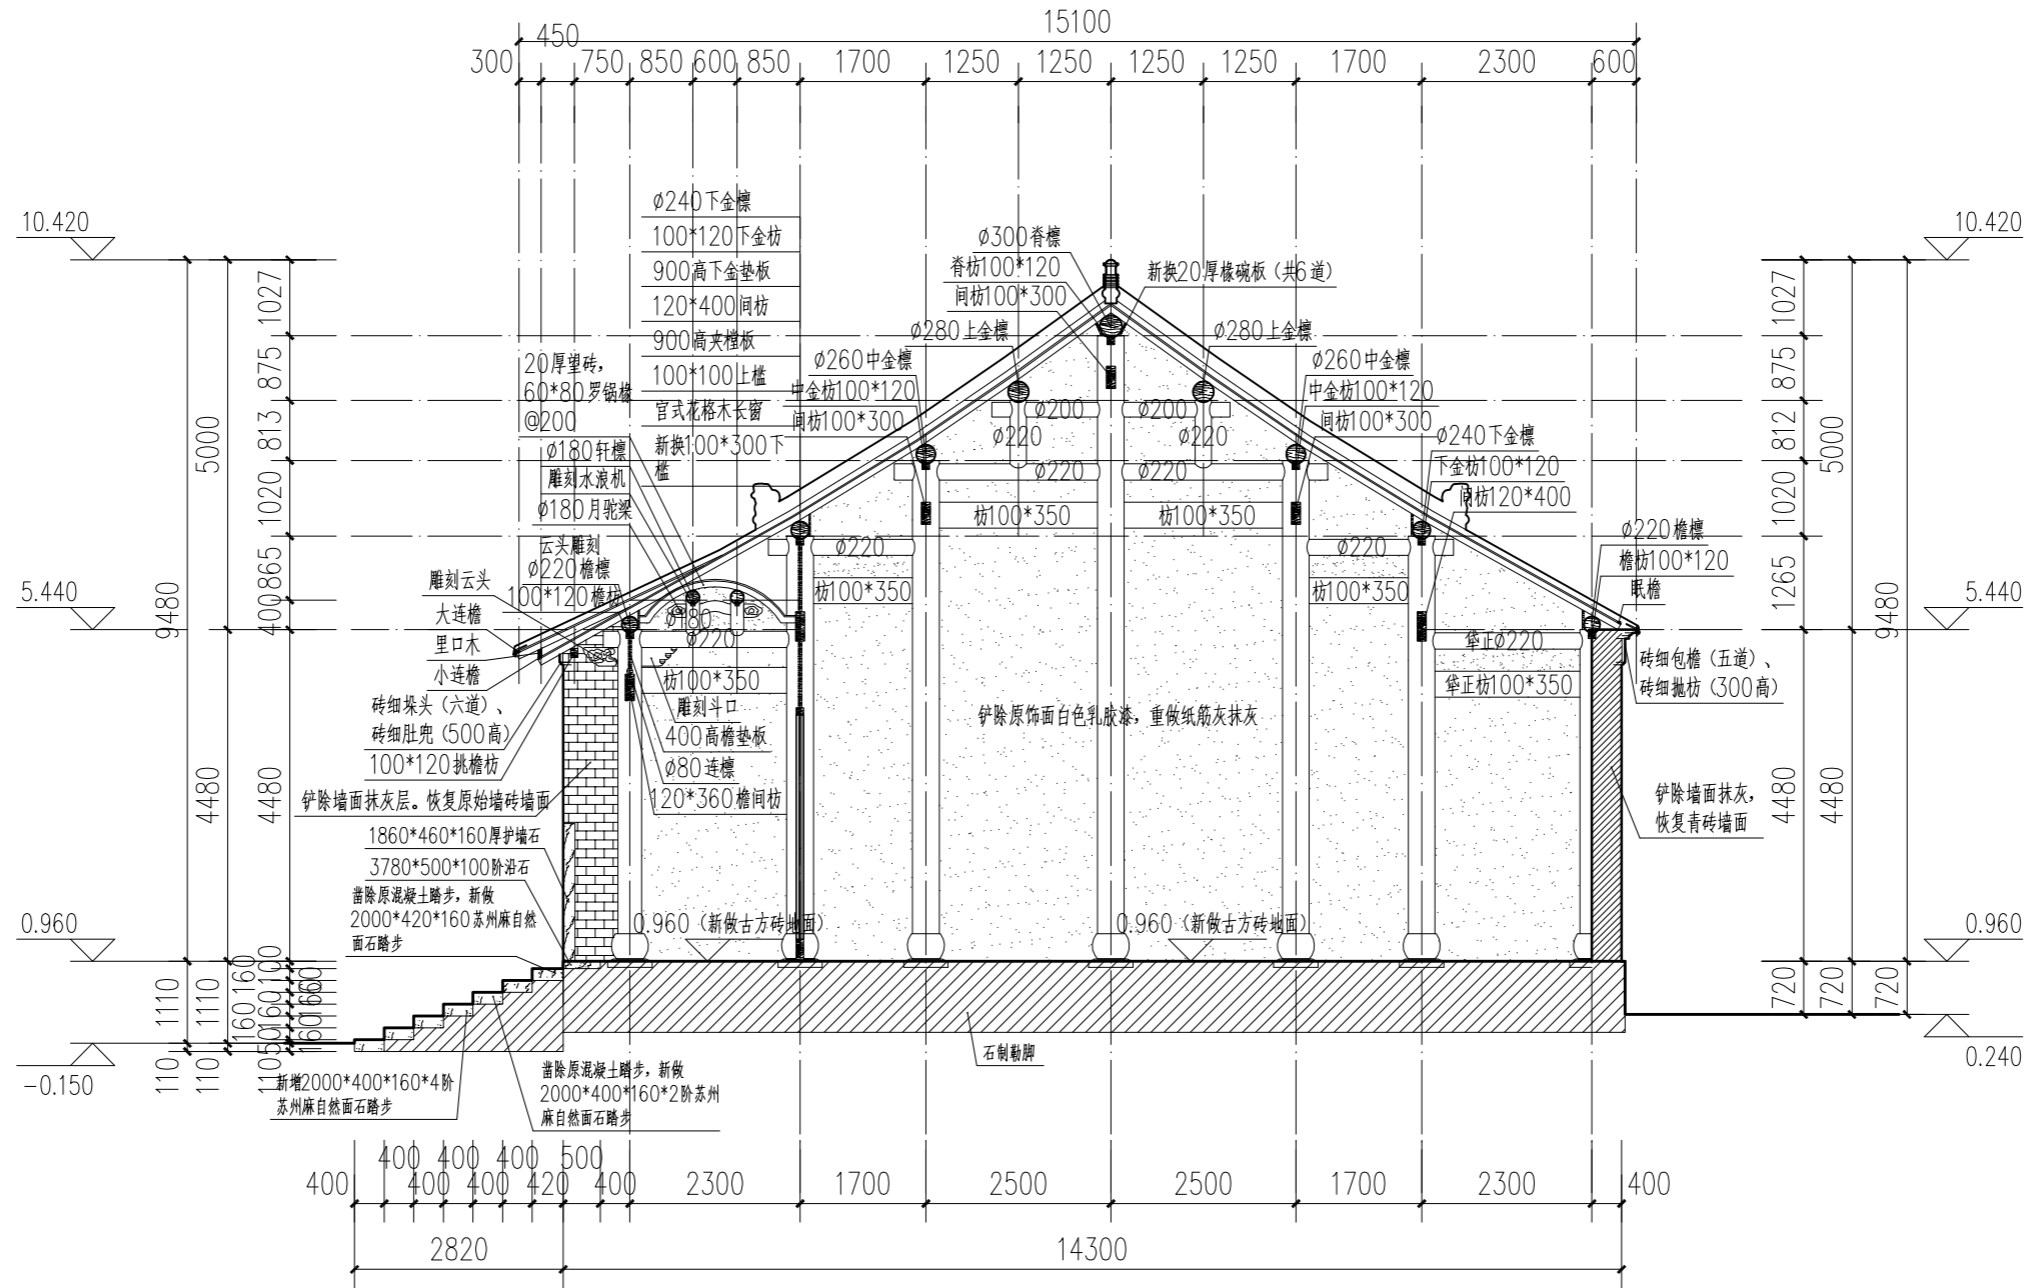 15100
450
300
750
850
600
850
1700
1250
1250
1250
1250
1700
2300
600
10.420
5.440
0.960
-0.150
9480
1110
110
5000
4480
1110
110
1027
875
813
1020
865
400
4480
100
160
160
160
160
160
50
110
ø240下金檩
100*120下金枋
900高下金垫板
120*400间枋
900高夹樘板
100*100上槛
官式花格木长窗
新换100*300下
槛
20厚望砖,
60*80罗锅椽
@200
ø180轩檩
雕刻水浪机
ø180月驼梁
云头雕刻
ø220檐檩
100*120檐枋
雕刻云头
大连檐
里口木
小连檐
砖细垛头（六道）、
砖细肚兜（500高）
100*120挑檐枋
铲除墙面抹灰层。恢复原始墙砖墙面
1860*460*160厚护墙石
3780*500*100阶沿石
凿除原混凝土踏步，新做
2000*420*160苏州麻自然
面石踏步
新增2000*400*160*4阶
苏州麻自然面石踏步
凿除原混凝土踏步，新做
2000*400*160*2阶苏州
麻自然面石踏步
ø300脊檩
脊枋100*120
间枋100*300
新换20厚椽碗板（共6道）
ø280上金檩
ø280上金檩
ø260中金檩
中金枋100*120
间枋100*300
ø260中金檩
中金枋100*120
间枋100*300
ø240下金檩
下金枋100*120
间枋120*400
ø220檐檩
檐枋100*120
眠檐
ø200
ø200
ø220
ø220
ø220
ø220
枋100*350
枋100*350
ø220
ø220
枋100*350
枋100*350
ø180
ø220
枋100*350
雕刻斗口
400高檐垫板
ø80连檩
120*360檐间枋
牮正ø220
牮正枋100*350
砖细包檐（五道）、
砖细抛枋（300高）
铲除原饰面白色乳胶漆，重做纸筋灰抹灰
铲除墙面抹灰，
恢复青砖墙面
0.960（新做古方砖地面）
0.960（新做古方砖地面）
石制勒脚
10.420
5.440
0.960
0.240
1027
875
812
1020
1265
4480
720
5000
4480
720
9480
720
400
400
400
400
400
400
420
500
400
2300
1700
2500
2500
1700
2300
400
2820
14300